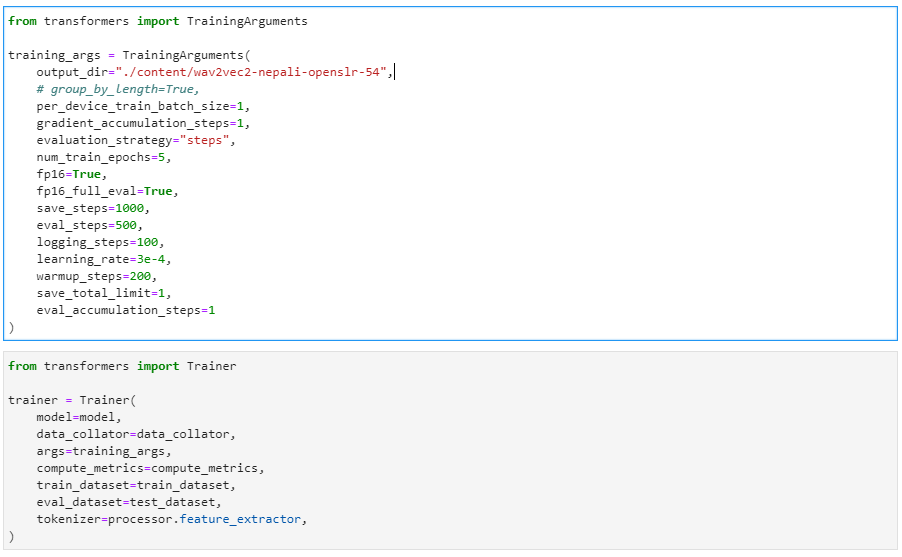 from transformers import TrainingArguments
training_args = TrainingArguments(
    output_dir="./content/wav2vec2-nepali-openslr-54",
    # group_by_length=True,
    per_device_train_batch_size=1,
    gradient_accumulation_steps=1,
    evaluation_strategy="steps",
    num_train_epochs=5,
    fp16=True,
    fp16_full_eval=True,
    save_steps=1000,
    eval_steps=500,
    logging_steps=100,
    learning_rate=3e-4,
    warmup_steps=200,
    save_total_limit=1,
    eval_accumulation_steps=1
)
from transformers import Trainer
trainer = Trainer(
    model=model,
    data_collator=data_collator,
    args=training_args,
    compute_metrics=compute_metrics,
    train_dataset=train_dataset,
    eval_dataset=test_dataset,
    tokenizer=processor.feature_extractor,
)